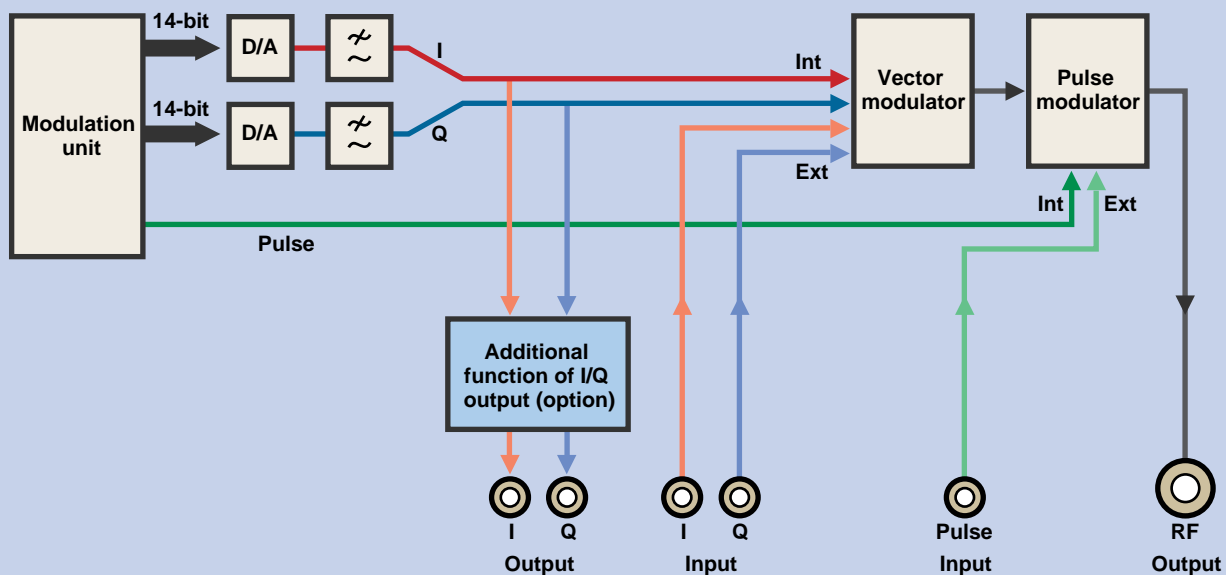 14-bit
D/A
I
Int
Vector
modulator
Pulse
modulator
Modulation
unit
14-bit
D/A
Q
Ext
Int
Ext
Pulse
Additional
function of I/Q
output (option)
I
Q
I
Q
Pulse
RF
Output
Input
Input
Output